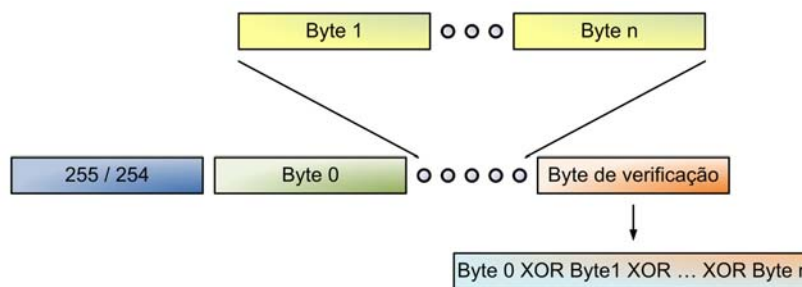 Byte 1
Byte n
255 / 254
Byte 0
Byte de verificação
Byte 0 XOR Byte1 XOR ... XOR Byte n